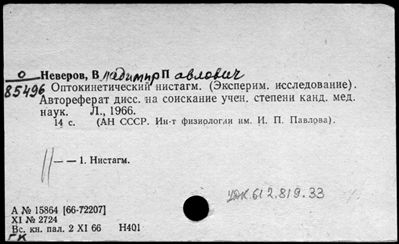 0 Неверов, Владимир Павлович
85496 Оптокинетический нистагм. (Эксперим. исследование).
Автореферат дисс. на соискание учен. степени канд. мед.
наук. Л., 1966.
14 с. (АН СССР. Ин-т физиологии им. И. П. Павлова).
— — 1. Нистагм.
УДК 612.819.33
А № 15864 [66-72207]
XI № 2724
Вс. кн. пал. 2 XI 66 Н401
ГК